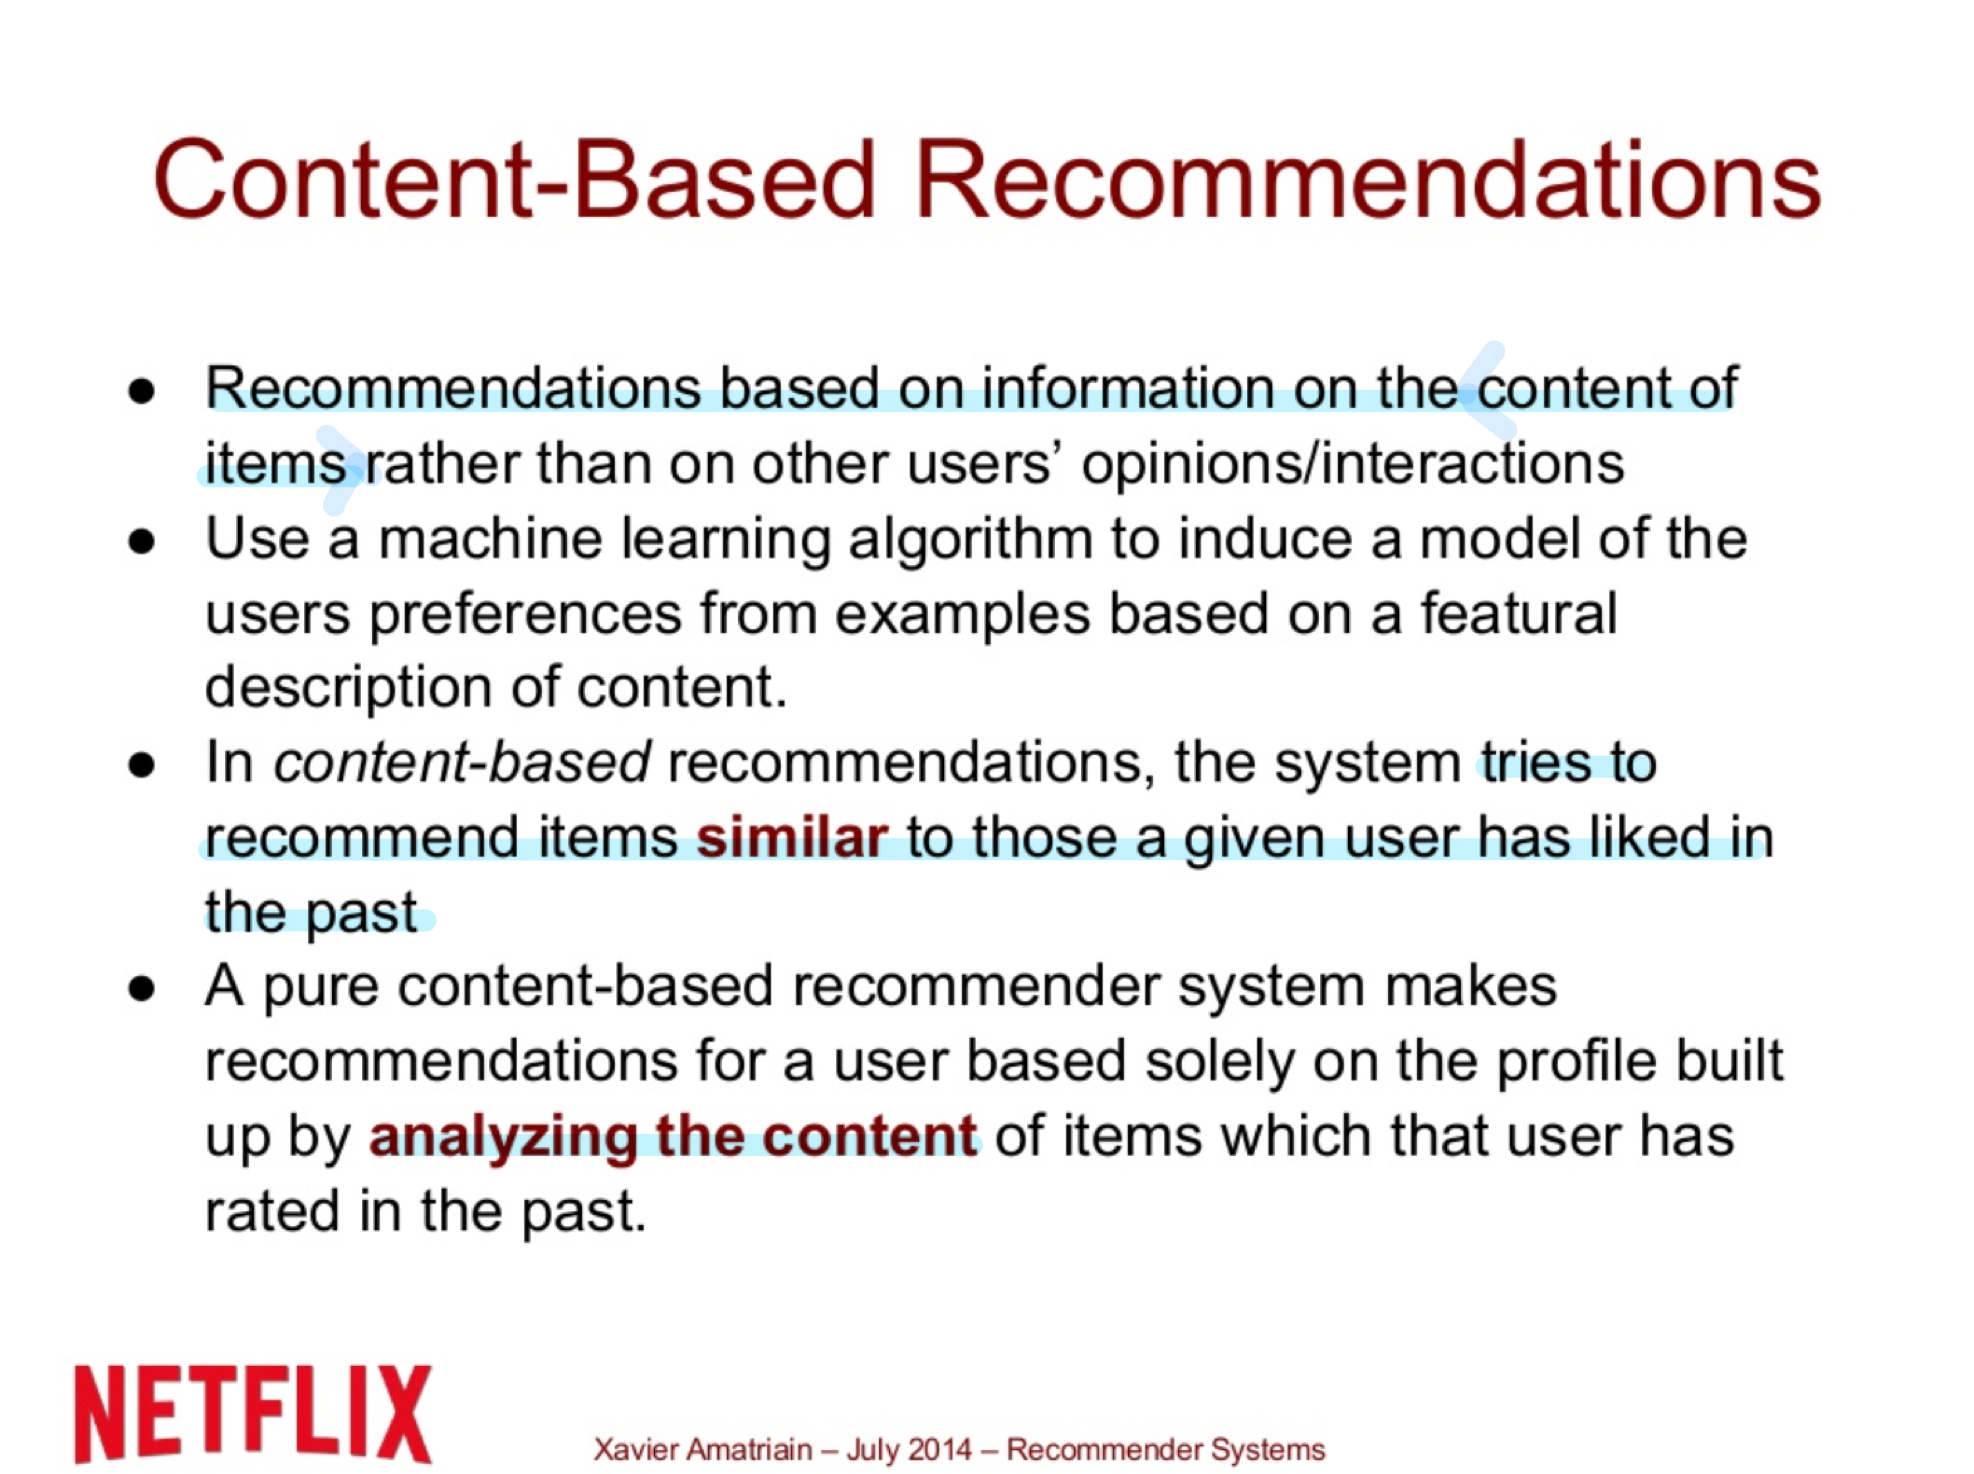 Content-Based Recommendations
● Recommendations based on information on the content of
items rather than on other users’ opinions/interactions
● Use a machine learning algorithm to induce a model of the
users preferences from examples based on a featural
description of content.
● In content-based recommendations, the system tries to
recommend items similar to those a given user has liked in
the past
● A pure content-based recommender system makes
recommendations for a user based solely on the profile built
up by analyzing the content of items which that user has
rated in the past.
NETFLIX
Xavier Amatriain – July 2014 – Recommender Systems